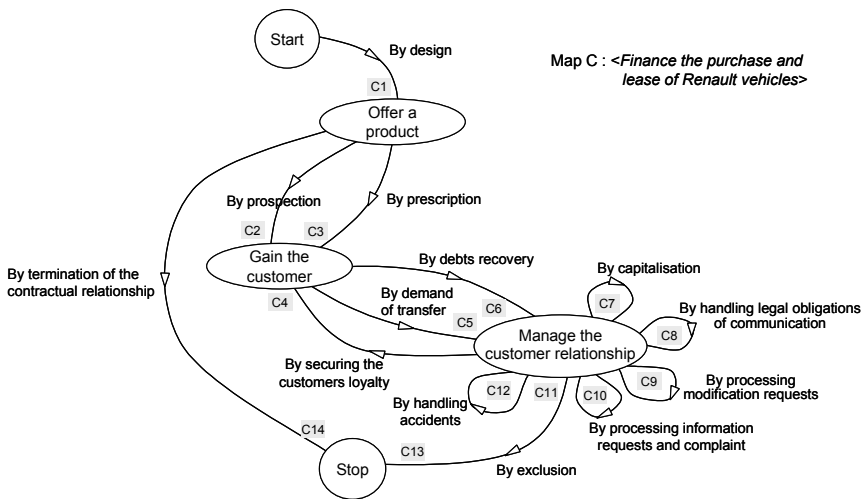 Start
By design
Map C : <Finance the purchase and
lease of Renault vehicles>
C1
Offer a
product
By prospection
By prescription
C2
C3
Gain the
customer
By debts recovery
By termination of the
contractual relationship
C4
By demand
of transfer
C5
C6
By capitalisation
C7
By handling legal obligations
of communication
C8
Manage the
customer relationship
By securing the
customers loyalty
C12
C11
C10
C9
By processing
modification requests
By handling
accidents
By processing information
requests and complaint
C14
C13
Stop
By exclusion